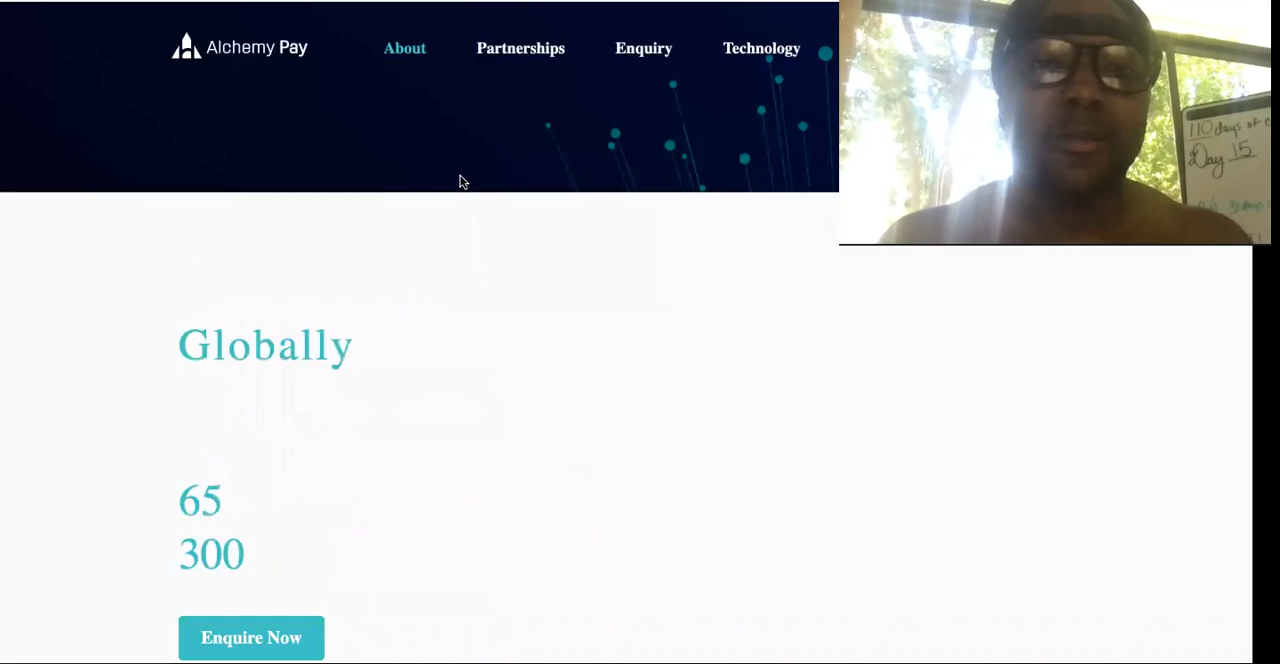 Alchemy Pay
About Partnerships Enquiry Technology
110 days of c
Day 15
Globally
65
300
Enquire Now